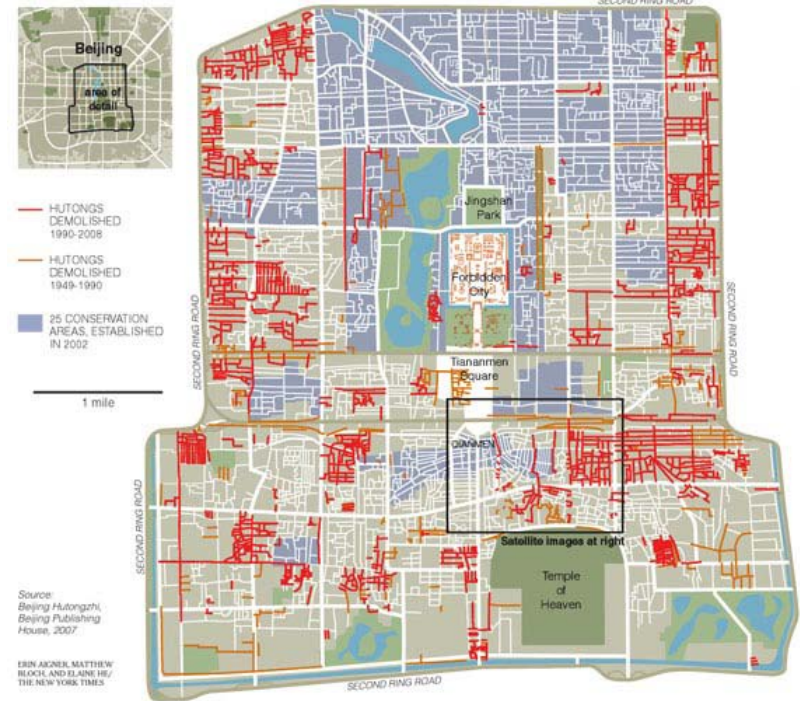 SECOND RING ROAD
Beijing
area of
detail
HUTONGS
DEMOLISHED
1990-2008
HUTONGS
DEMOLISHED
1949-1990
25 CONSERVATION
AREAS, ESTABLISHED
IN 2002
1 mile
Jingshan
Park
Forbidden
City
SECOND RING ROAD
SECOND RING ROAD
Tiananmen
Square
QIANMEN
SECOND RING ROAD
Satellite images at right
Temple
of
Heaven
Source:
Beijing Hutongzhi,
Beijing Publishing
House, 2007
ERIN AIGNER, MATTHEW
BLOCH, AND ELAINE HE/
THE NEW YORK TIMES
SECOND RING ROAD